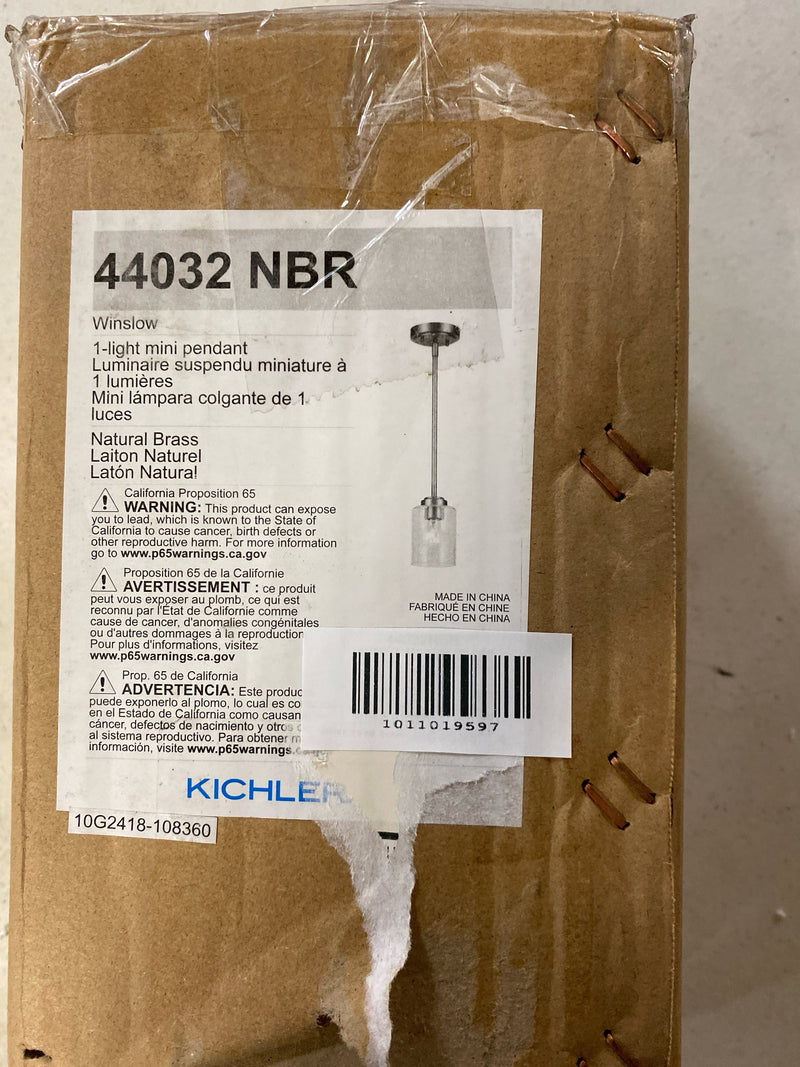 44032 NBR
Winslow
1-light mini pendant
Luminaire suspendu miniature à
1 lumières
Mini lámpara colgante de 1
luces
Natural Brass
Laiton Naturel
Latón Natural
California Proposition 65
WARNING: This product can expose
you to lead, which is known to the State of
California to cause cancer, birth defects or
other reproductive harm. For more information
go to www.p65warnings.ca.gov
Proposition 65 de la Californie
AVERTISSEMENT : ce produit
peut vous exposer au plomb, ce qui est
reconnu par l'État de Californie comme
cause de cancer, d'anomalies congénitales
ou d'autres dommages à la reproduction
Pour plus d'informations, visitez
www.p65warnings.ca.gov
Prop. 65 de California
ADVERTENCIA: Este produc
puede exponerlo al plomo, lo cual es co
en el Estado de California como causan
cáncer, defectos de nacimiento y otros
al sistema reproductivo. Para obtener
información, visite www.p65warnings.
MADE IN CHINA
FABRIQUÉ EN CHINE
HECHO EN CHINA
1011019597
KICHLER
10G2418-108360